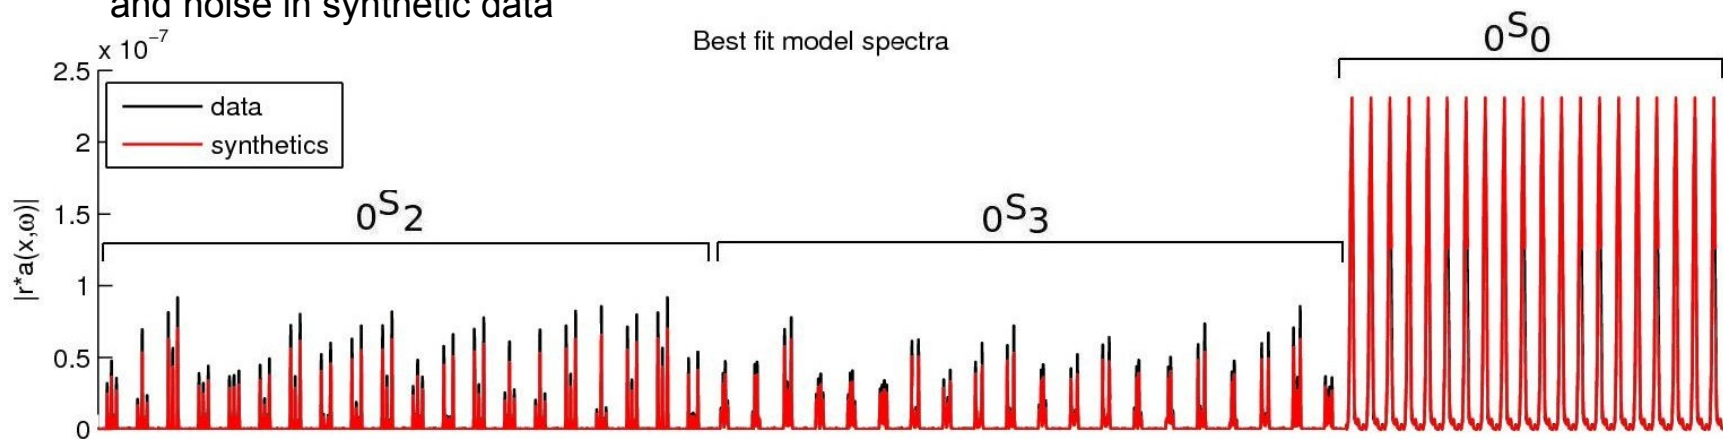 and noise in synthetic data
x 10⁻⁷
Best fit model spectra
₀S₀
2.5
data
2
synthetics
1.5
₀S₂
₀S₃
|r*a(x,ω)|
1
0.5
0